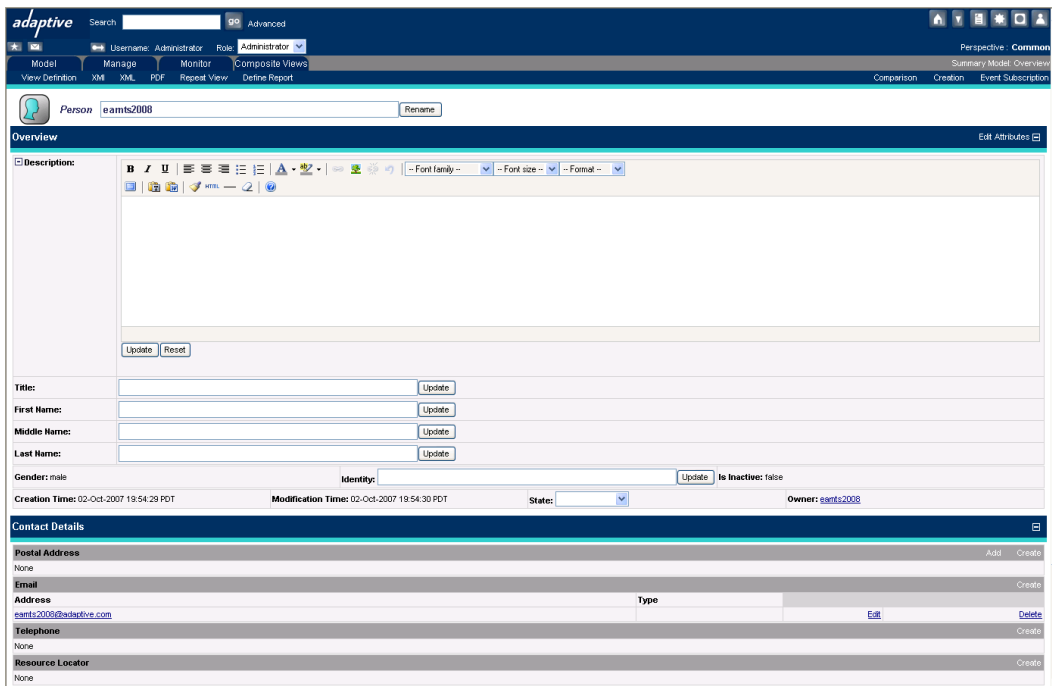 adaptive Search go Advanced
Username: Administrator Role: Administrator Perspective : Common
Model Manage Monitor Composite Views Summary Model: Overview
View Definition XMI XML PDF Repeat View Define Report Comparison Creation Event Subscription
Person eamts2008 Rename
Overview Edit Attributes
Description:
B I U A ab -- Font family -- -- Font size -- -- Format --
HTML
Update Reset
Title: Update
First Name: Update
Middle Name: Update
Last Name: Update
Gender: male Identity: Update Is Inactive: false
Creation Time: 02-Oct-2007 19:54:29 PDT Modification Time: 02-Oct-2007 19:54:30 PDT State: Owner: eamts2008
Contact Details
Postal Address Add Create
None
Email Create
Address Type
eamts2008@adaptive.com Edit Delete
Telephone Create
None
Resource Locator Create
None